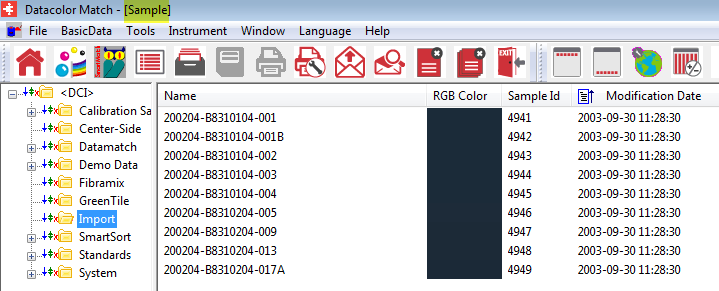 Datacolor Match - [Sample]
File BasicData Tools Instrument Window Language Help
<DCI>
Calibration Sa
Center-Side
Datamatch
Demo Data
Fibramix
GreenTile
Import
SmartSort
Standards
System
Name RGB Color Sample Id Modification Date
200204-B8310104-001 4941 2003-09-30 11:28:30
200204-B8310104-001B 4942 2003-09-30 11:28:30
200204-B8310104-002 4943 2003-09-30 11:28:30
200204-B8310104-003 4944 2003-09-30 11:28:30
200204-B8310104-004 4945 2003-09-30 11:28:30
200204-B8310204-005 4946 2003-09-30 11:28:30
200204-B8310204-009 4947 2003-09-30 11:28:30
200204-B8310204-013 4948 2003-09-30 11:28:30
200204-B8310204-017A 4949 2003-09-30 11:28:30